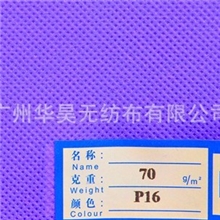 广州华昊无纺布有限公司
名称:
Name
克重: 70 g/m²
Weight
颜色: P16
Colour